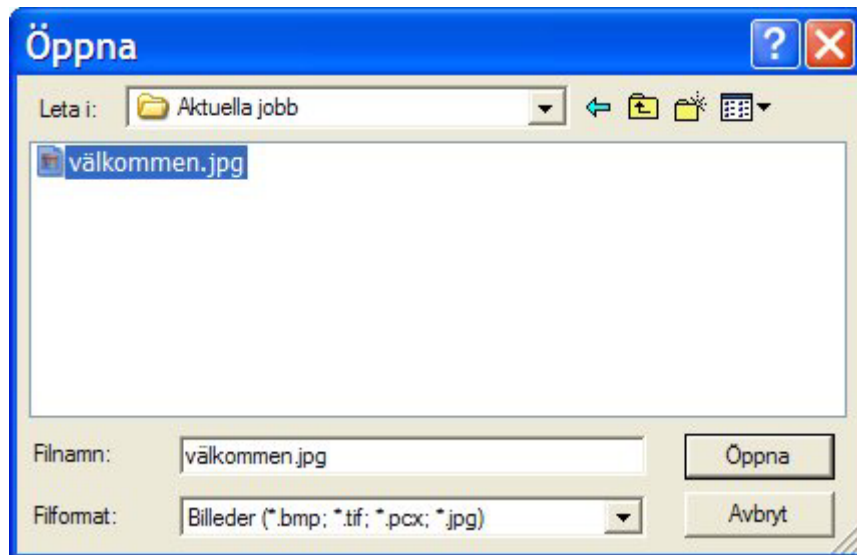 Öppna
Leta i: Aktuella jobb
välkommen.jpg
Filnamn: välkommen.jpg Öppna
Filformat: Billeder (*.bmp; *.tif; *.pcx; *.jpg) Avbryt